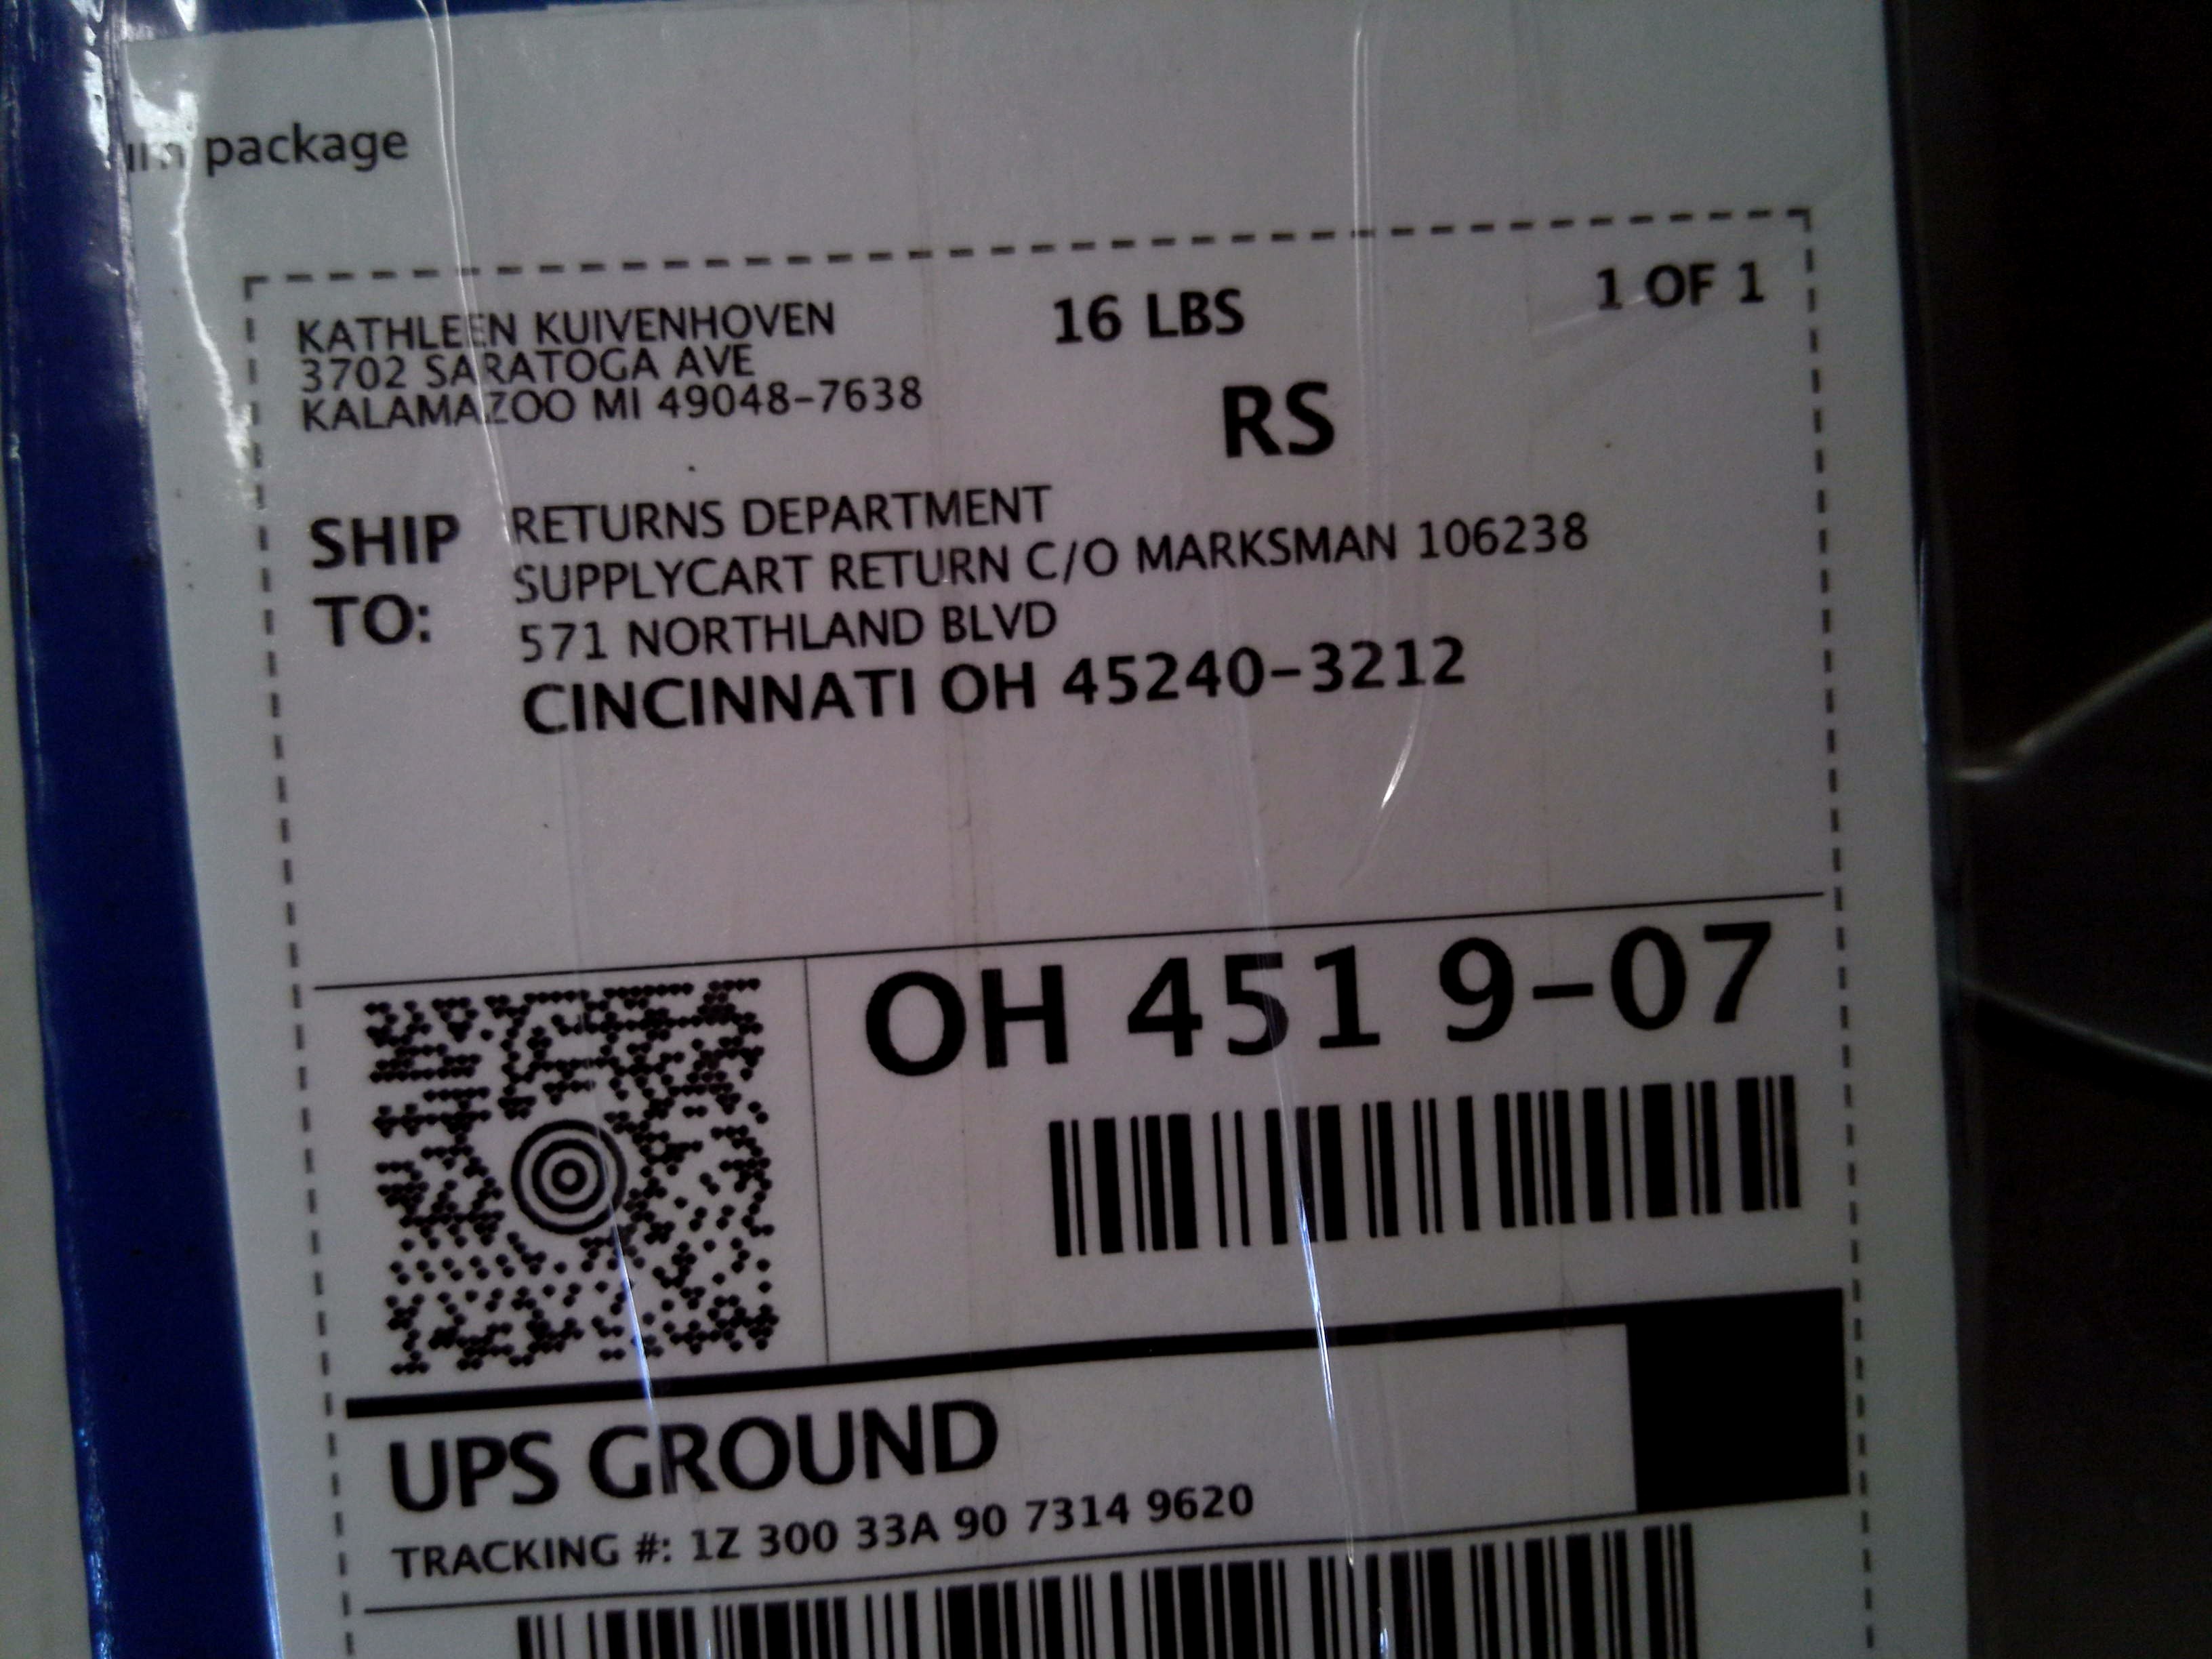 package
KATHLEEN KUIVENHOVEN
3702 SARATOGA AVE
KALAMAZOO MI 49048-7638
16 LBS
1 OF 1
RS
SHIP TO:
RETURNS DEPARTMENT
SUPPLYCART RETURN C/O MARKSMAN 106238
571 NORTHLAND BLVD
CINCINNATI OH 45240-3212
OH 451 9-07
UPS GROUND
TRACKING #: 1Z 300 33A 90 7314 9620